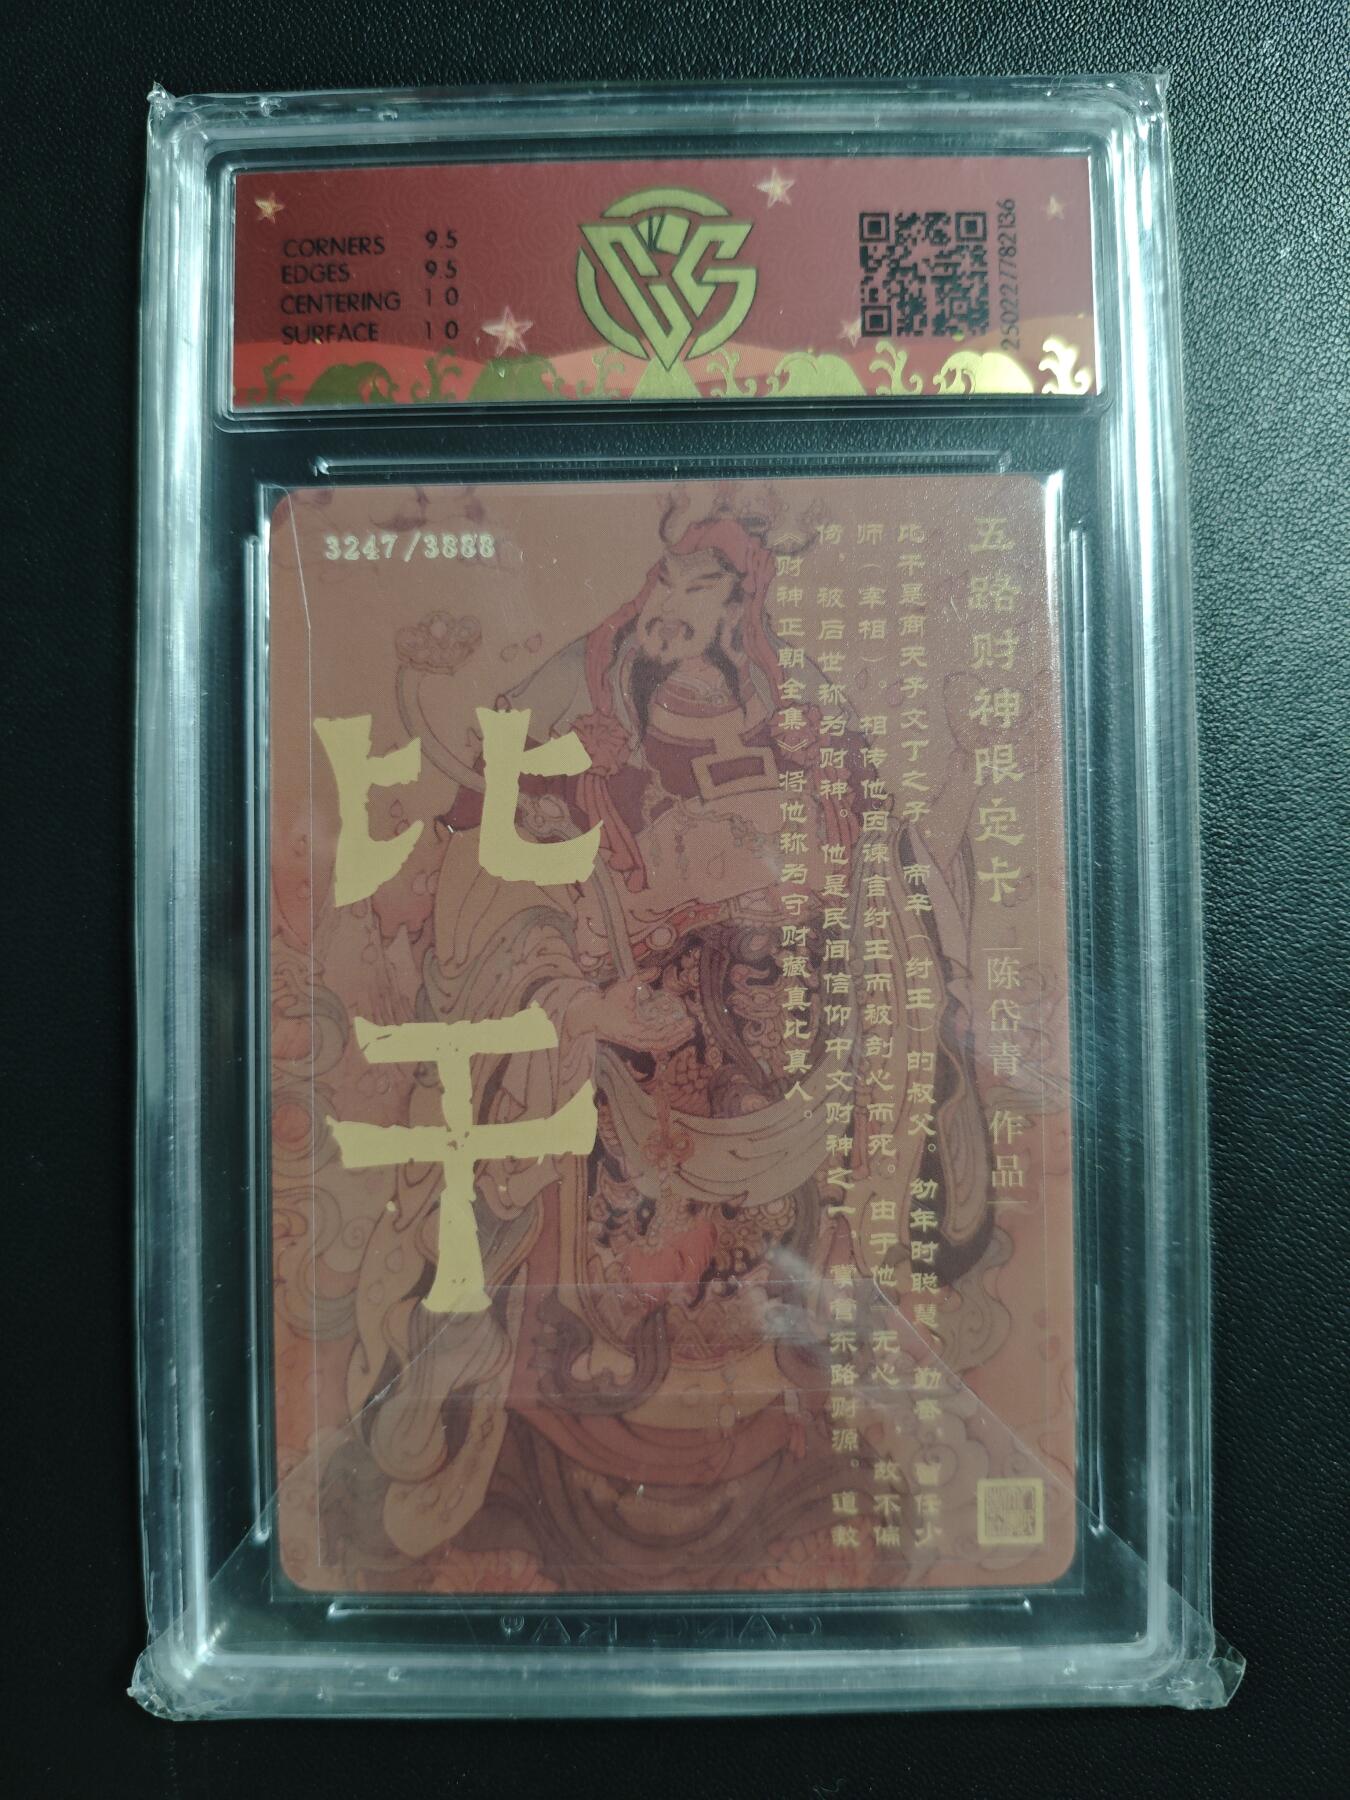 CORNERS 9.5
EDGES 9.5
CENTERING 10
SURFACE 10
250227782136
3247/3888
五路财神限定卡
陈岱青 作品
比干是商天子文丁之子，帝辛（纣王）的叔父。幼年时聪慧，勤奋，曾任少
师（宰相）。相传他因谏言纣王而被剖心而死。由于他“无心”，故不偏
倚，被后世称为财神。他是民间信仰中文财神之一，掌管东路财源。道教
《财神正朝全集》将他称为守财藏真比真人。
比干